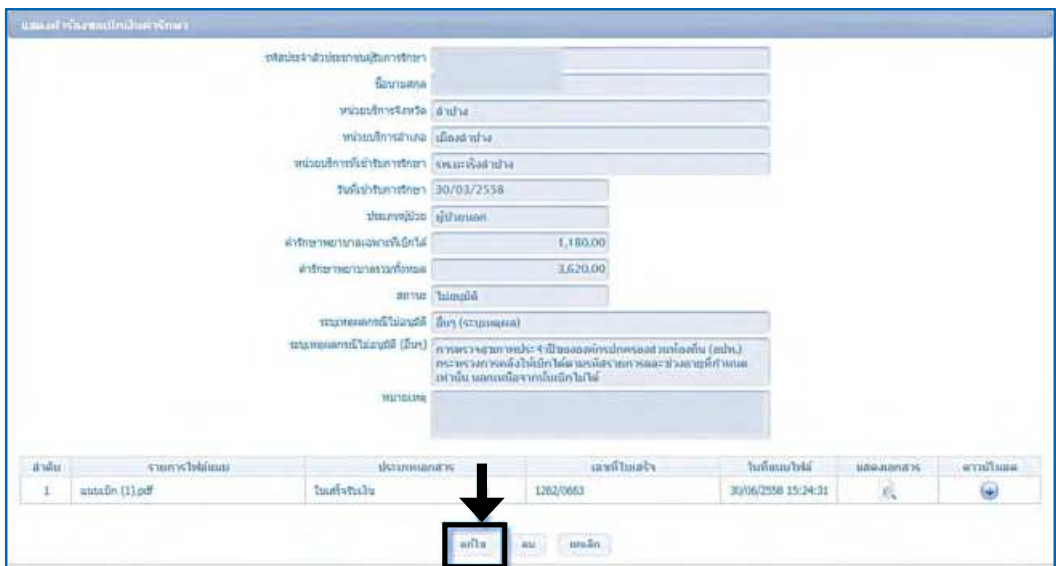 แสดงคำร้องขอเบิกเงินค่ารักษา
รหัสประจำตัวประชาชนผู้รับการรักษา
ชื่อนามสกุล
หน่วยบริการจังหวัด ลำปาง
หน่วยบริการอำเภอ เมืองลำปาง
หน่วยบริการที่เข้ารับการรักษา รพ.มะเร็งลำปาง
วันที่เข้ารับการรักษา 30/03/2558
ประเภทผู้ป่วย ผู้ป่วยนอก
ค่ารักษาพยาบาลเฉพาะที่เบิกได้ 1,180.00
ค่ารักษาพยาบาลรวมทั้งหมด 3,620.00
สถานะ ไม่อนุมัติ
ระบุเหตุผลกรณีไม่อนุมัติ อื่นๆ (ระบุเหตุผล)
ระบุเหตุผลกรณีไม่อนุมัติ (อื่นๆ) การตรวจสุขภาพประจำปีขององค์กรปกครองส่วนท้องถิ่น (อปท.)
กระทรวงการคลังให้เบิกได้ตามรหัสรายการและช่วงอายุที่กำหนด
เท่านั้น นอกเหนือจากนั้นเบิกไม่ได้
หมายเหตุ
ลำดับ รายการไฟล์แนบ ประเภทเอกสาร เลขที่ใบเสร็จ วันที่แนบไฟล์ แสดงเอกสาร ดาวน์โหลด
1 แนบเบิก (1).pdf ใบเสร็จรับเงิน 1262/0663 30/06/2558 15:24:31
แก้ไข ลบ ยกเลิก